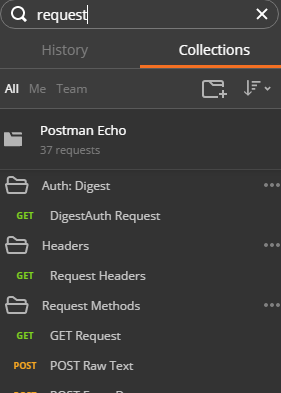 request
History Collections
All Me Team
Postman Echo
37 requests
Auth: Digest
GET DigestAuth Request
Headers
GET Request Headers
Request Methods
GET GET Request
POST POST Raw Text